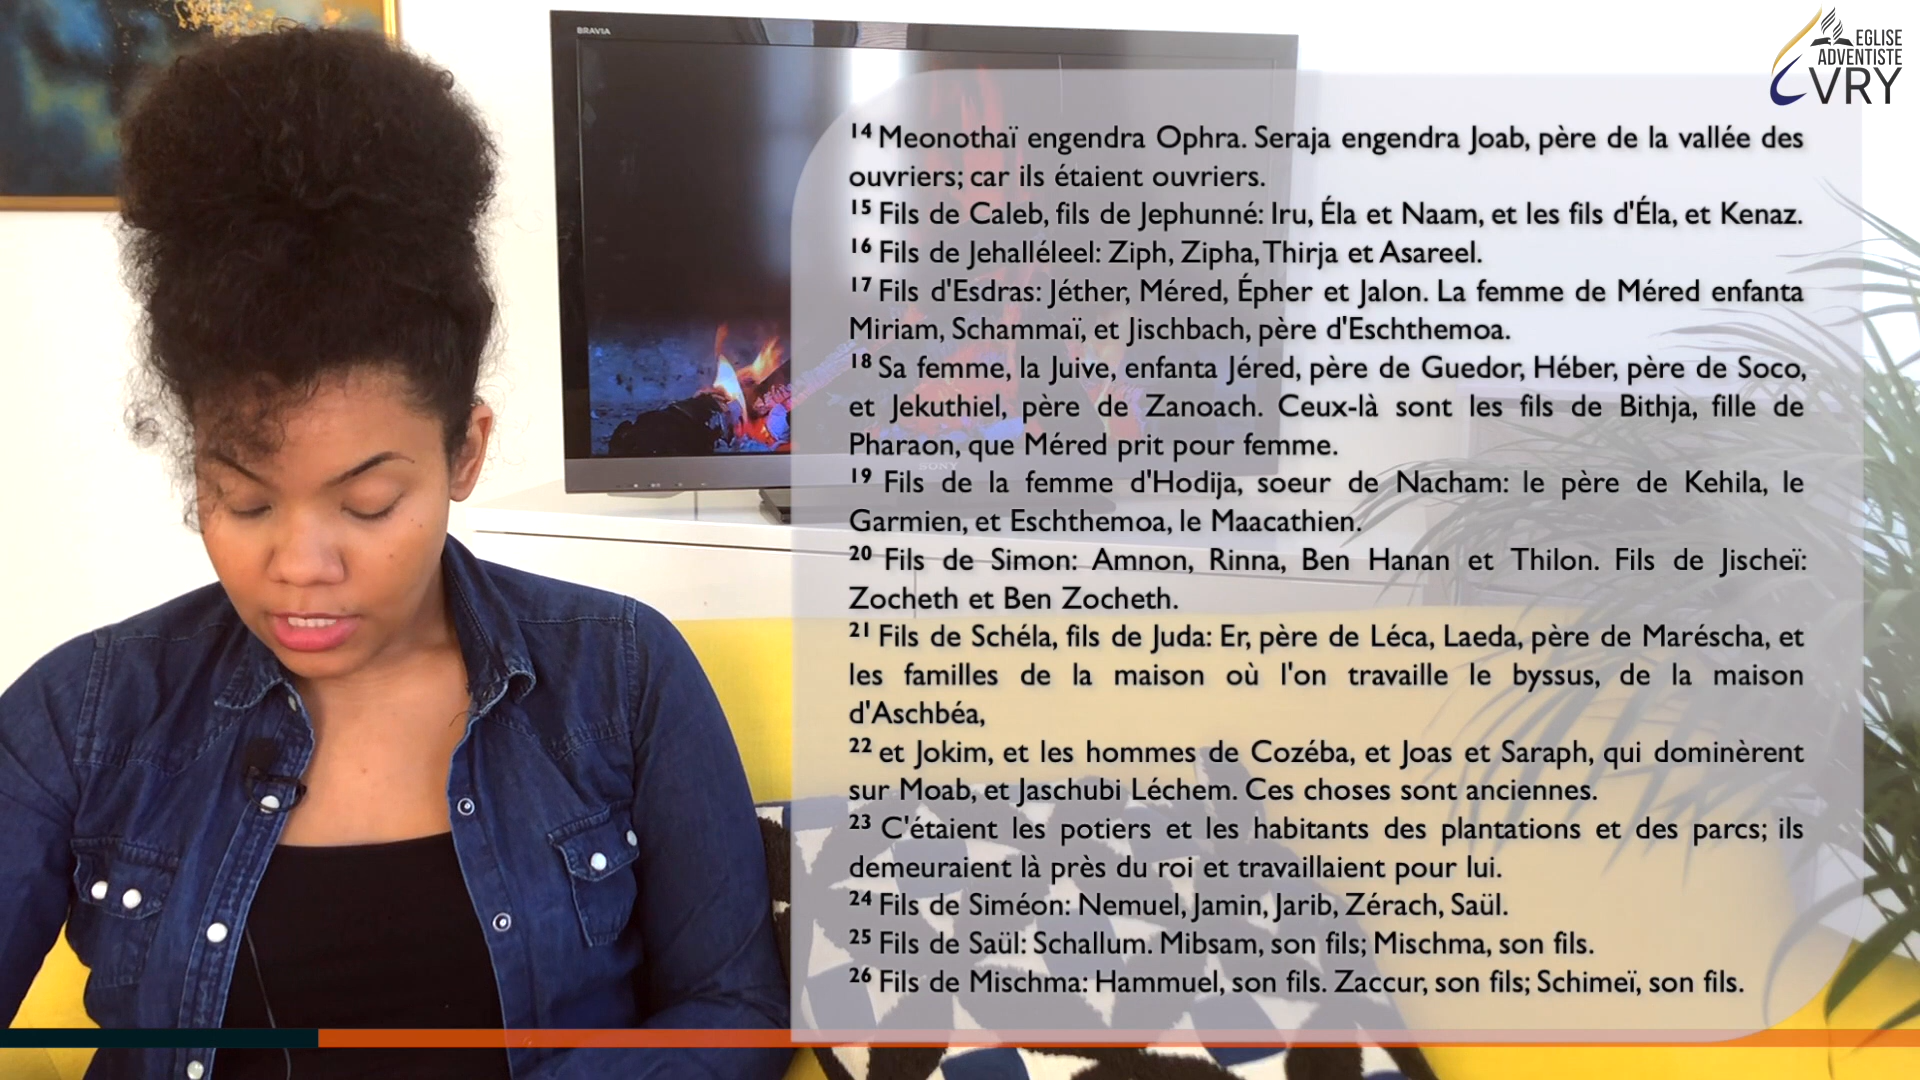 BRAVIA
EGLISE
ADVENTISTE
VRY
14 Meonothaï engendra Ophra. Seraja engendra Joab, père de la vallée des
ouvriers; car ils étaient ouvriers.
15 Fils de Caleb, fils de Jephunné: Iru, Éla et Naam, et les fils d'Éla, et Kenaz.
16 Fils de Jehalléleel: Ziph, Zipha, Thirja et Asareel.
17 Fils d'Esdras: Jéther, Méred, Épher et Jalon. La femme de Méred enfanta
Miriam, Schammaï, et Jischbach, père d'Eschthemoa.
18 Sa femme, la Juive, enfanta Jéred, père de Guedor, Héber, père de Soco,
et Jekuthiel, père de Zanoach. Ceux-là sont les fils de Bithja, fille de
Pharaon, que Méred prit pour femme.
SONY
19 Fils de la femme d'Hodija, soeur de Nacham: le père de Kehila, le
Garmien, et Eschthemoa, le Maacathien.
20 Fils de Simon: Amnon, Rinna, Ben Hanan et Thilon. Fils de Jischeï:
Zocheth et Ben Zocheth.
21 Fils de Schéla, fils de Juda: Er, père de Léca, Laeda, père de Maréscha, et
les familles de la maison où l'on travaille le byssus, de la maison
d'Aschbéa,
22 et Jokim, et les hommes de Cozéba, et Joas et Saraph, qui dominèrent
sur Moab, et Jaschubi Léchem. Ces choses sont anciennes.
23 C'étaient les potiers et les habitants des plantations et des parcs; ils
demeuraient là près du roi et travaillaient pour lui.
24 Fils de Siméon: Nemuel, Jamin, Jarib, Zérach, Saül.
25 Fils de Saül: Schallum. Mibsam, son fils; Mischma, son fils.
26 Fils de Mischma: Hammuel, son fils. Zaccur, son fils; Schimeï, son fils.